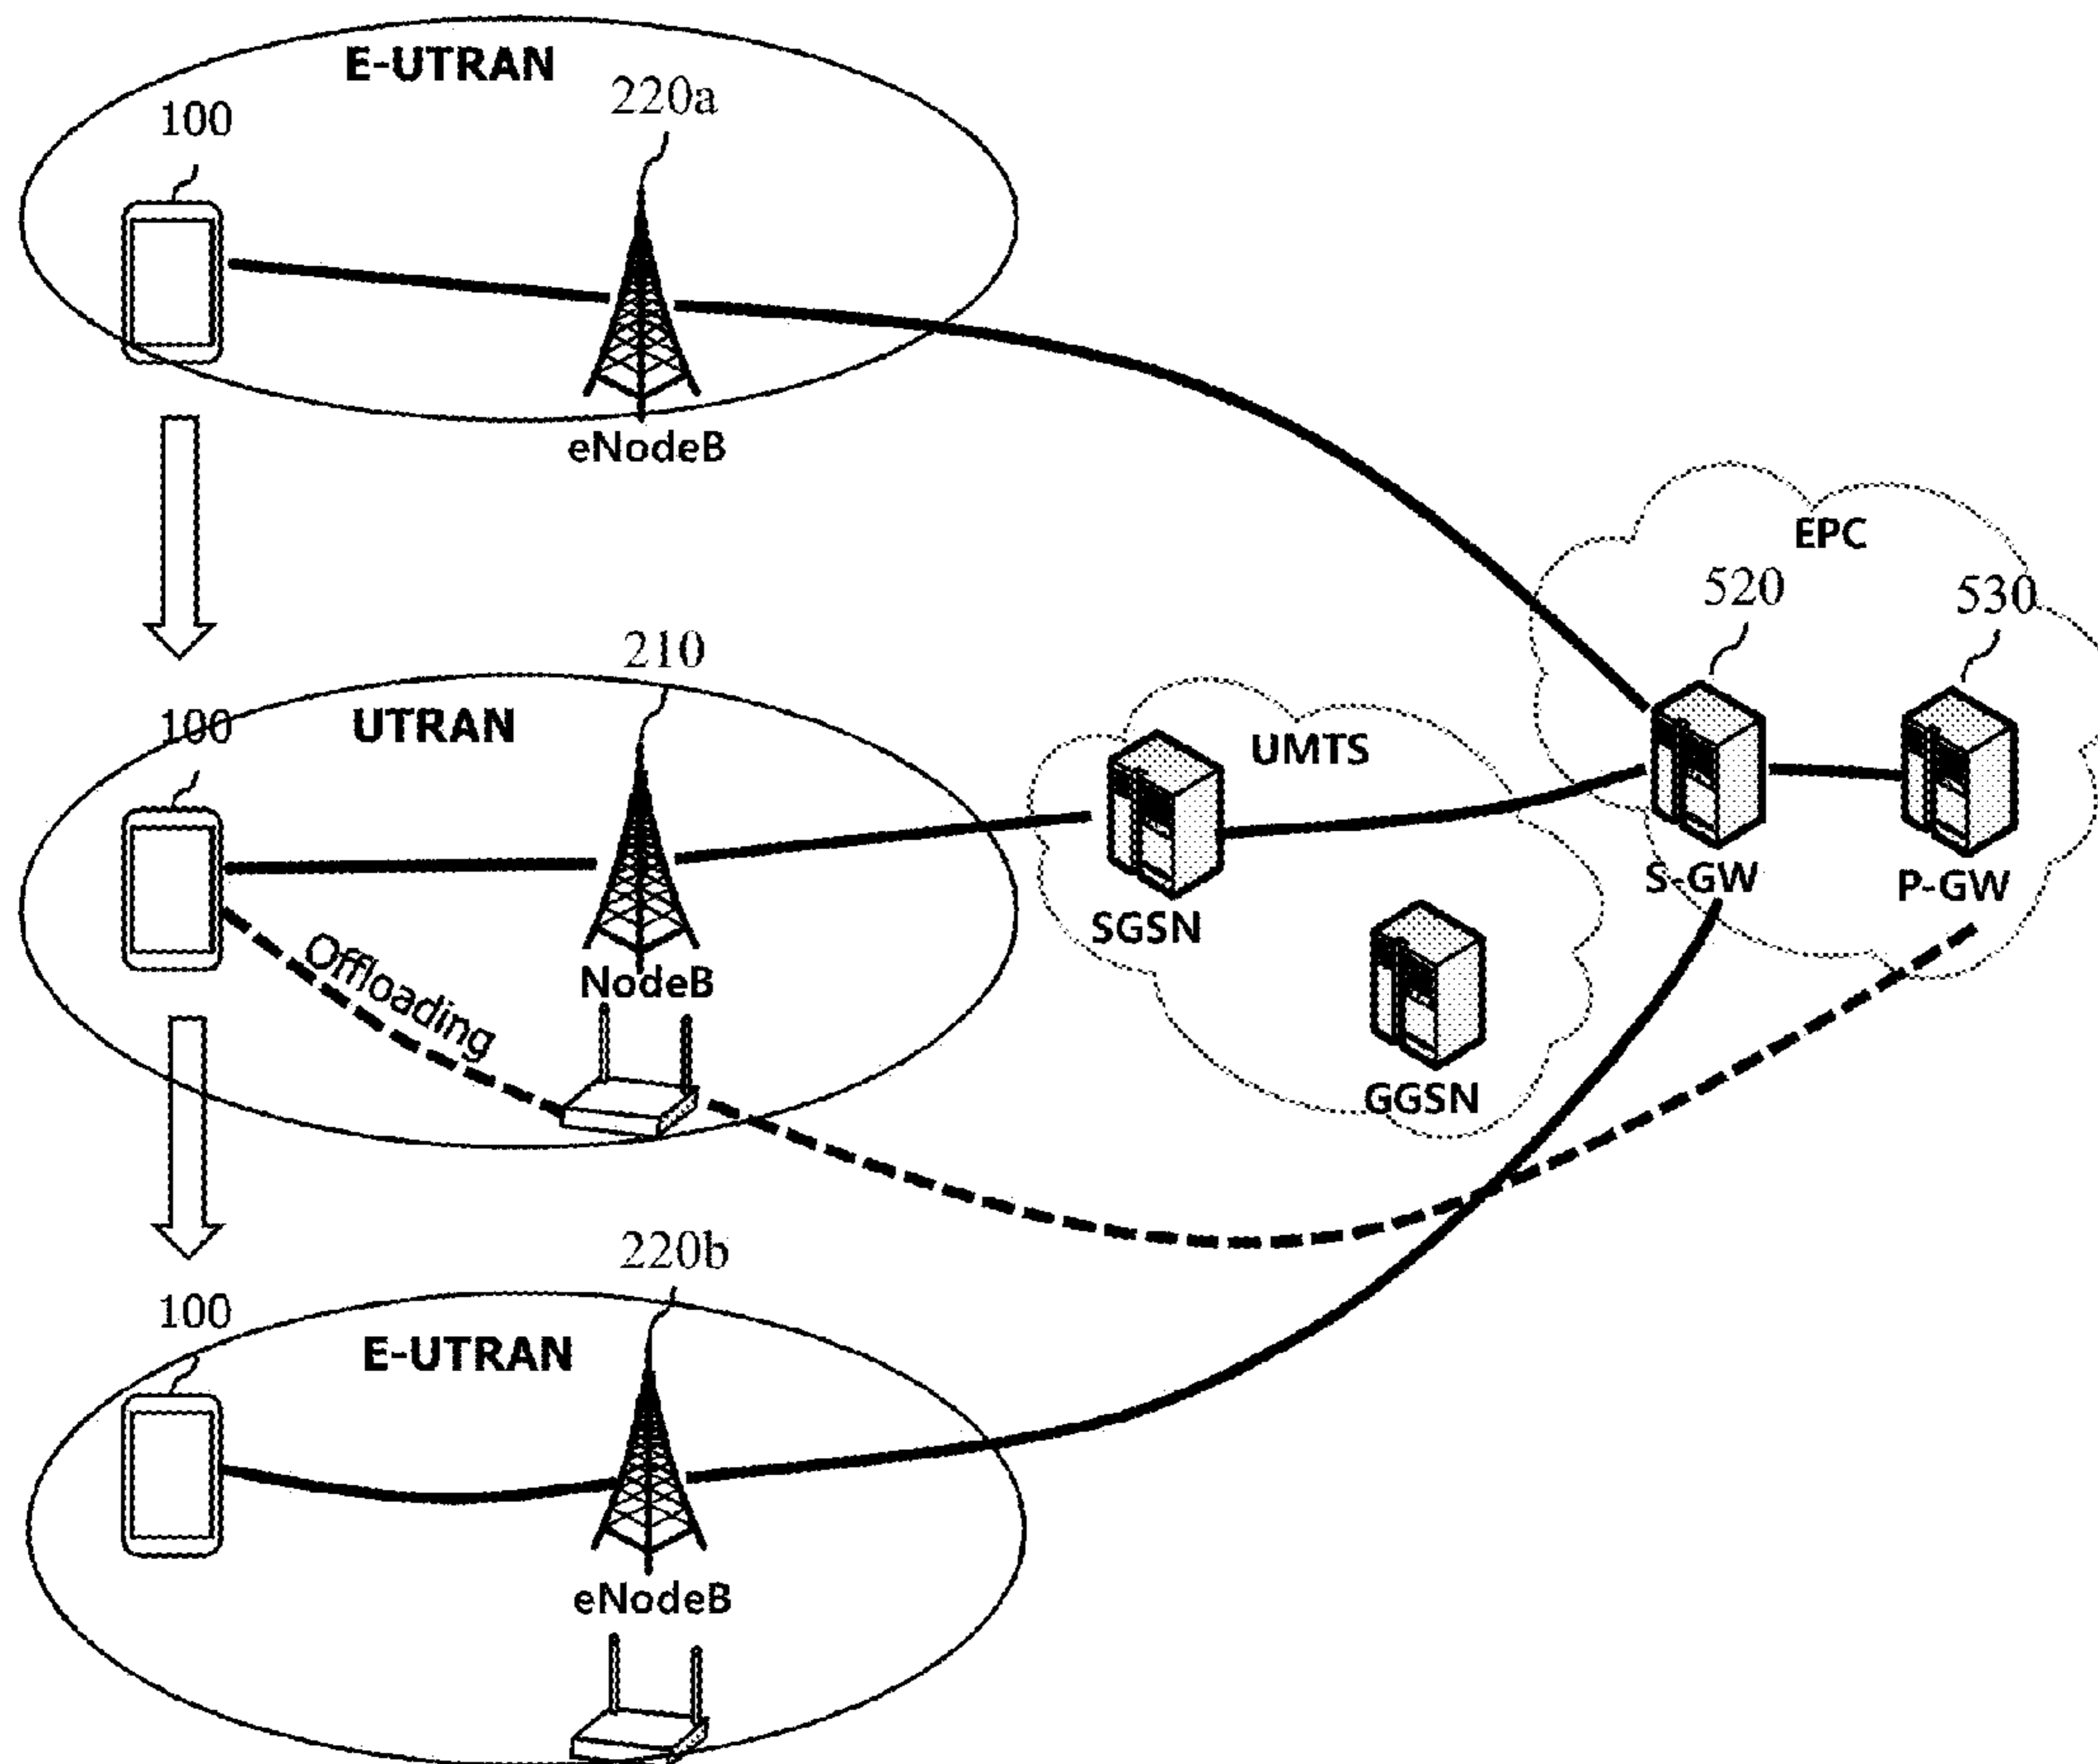 E-UTRAN
100
220a
eNodeB
EPC
520
530
210
100
UTRAN
UMTS
S-GW
P-GW
SGSN
Offloading
NodeB
GGSN
220b
100
E-UTRAN
eNodeB